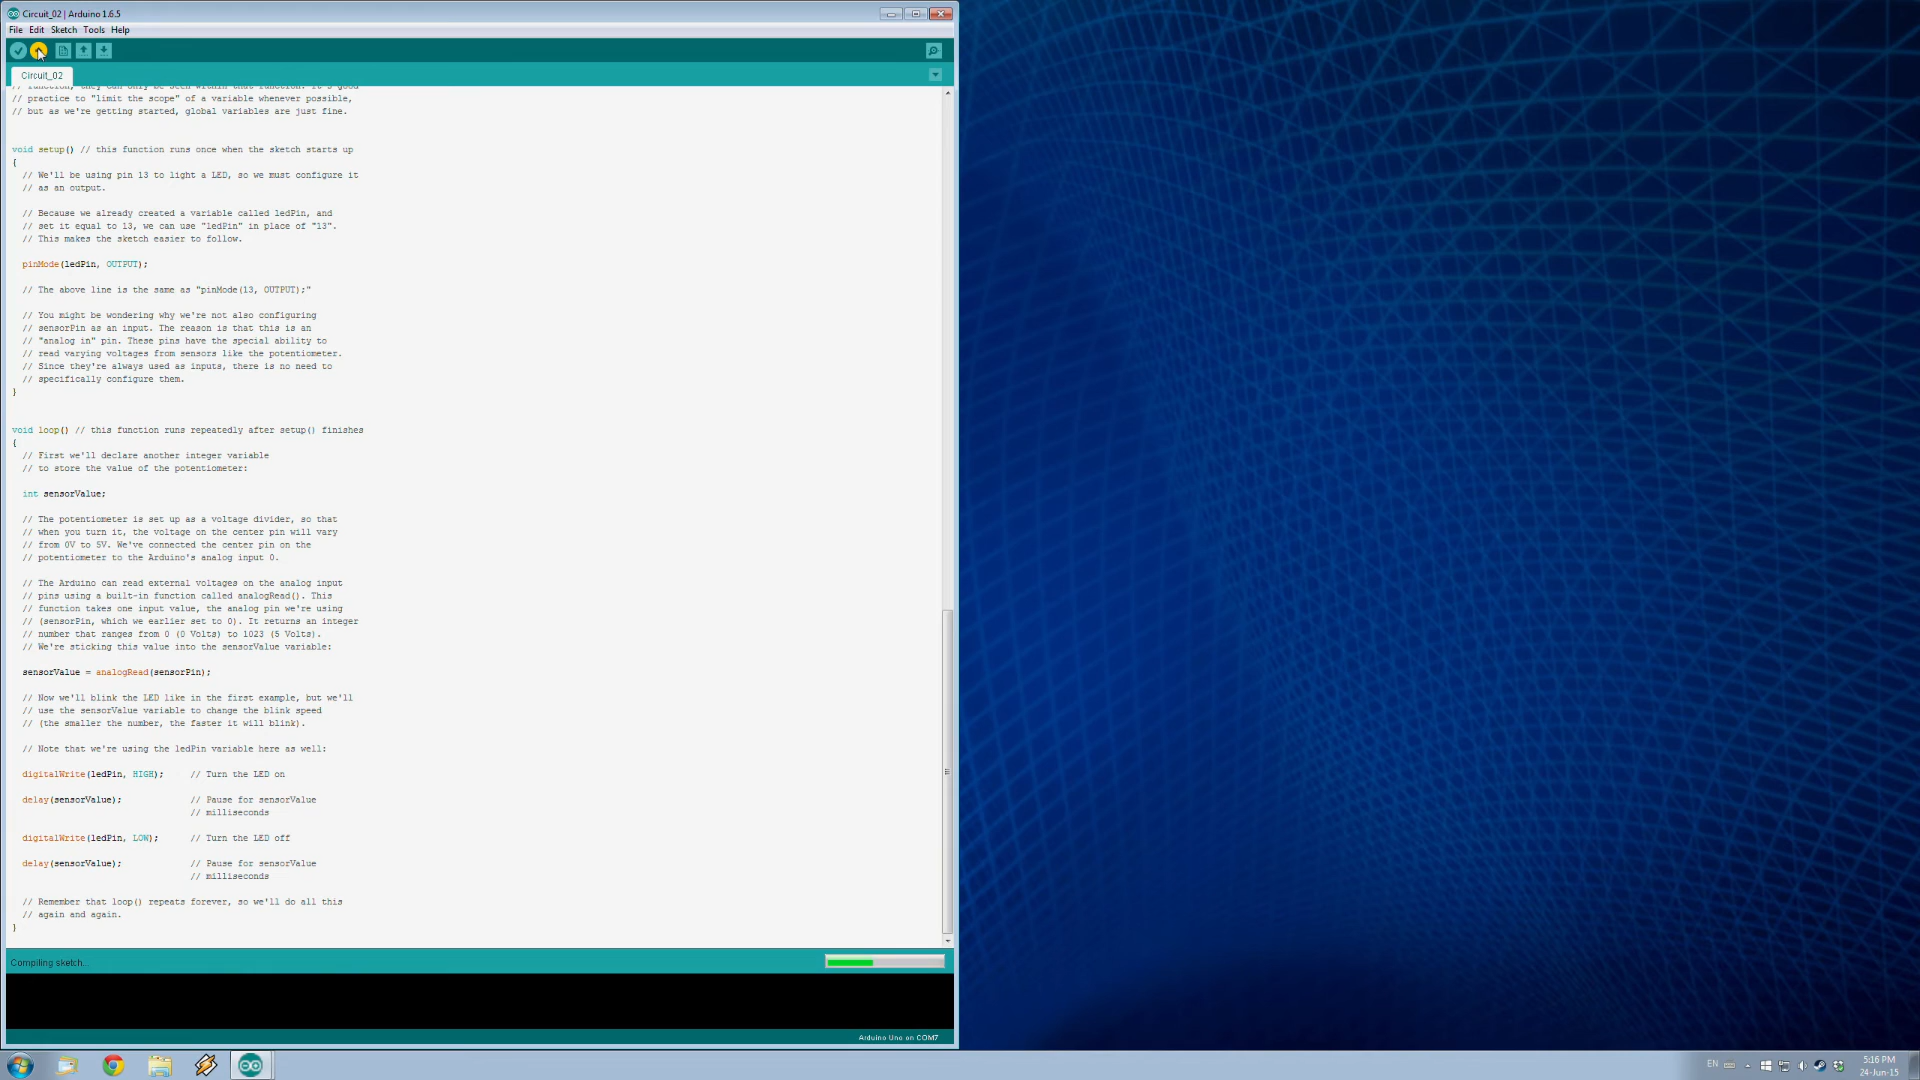 Circuit_02 | Arduino 1.6.5
File Edit Sketch Tools Help
Circuit_02
// function, they can only be seen within that function. It's good
// practice to "limit the scope" of a variable whenever possible,
// but as we're getting started, global variables are just fine.
void setup() // this function runs once when the sketch starts up
{
// We'll be using pin 13 to light a LED, so we must configure it
// as an output.
// Because we already created a variable called ledPin, and
// set it equal to 13, we can use "ledPin" in place of "13".
// This makes the sketch easier to follow.
pinMode(ledPin, OUTPUT);
// The above line is the same as "pinMode(13, OUTPUT);"
// You might be wondering why we're not also configuring
// sensorPin as an input. The reason is that this is an
// "analog in" pin. These pins have the special ability to
// read varying voltages from sensors like the potentiometer.
// Since they're always used as inputs, there is no need to
// specifically configure them.
}
void loop() // this function runs repeatedly after setup() finishes
{
// First we'll declare another integer variable
// to store the value of the potentiometer:
int sensorValue;
// The potentiometer is set up as a voltage divider, so that
// when you turn it, the voltage on the center pin will vary
// from 0V to 5V. We've connected the center pin on the
// potentiometer to the Arduino's analog input 0.
// The Arduino can read external voltages on the analog input
// pins using a built-in function called analogRead(). This
// function takes one input value, the analog pin we're using
// (sensorPin, which we earlier set to 0). It returns an integer
// number that ranges from 0 (0 Volts) to 1023 (5 Volts).
// We're sticking this value into the sensorValue variable:
sensorValue = analogRead(sensorPin);
// Now we'll blink the LED like in the first example, but we'll
// use the sensorValue variable to change the blink speed
// (the smaller the number, the faster it will blink).
// Note that we're using the ledPin variable here as well:
digitalWrite(ledPin, HIGH); // Turn the LED on
delay(sensorValue); // Pause for sensorValue
// milliseconds
digitalWrite(ledPin, LOW); // Turn the LED off
delay(sensorValue); // Pause for sensorValue
// milliseconds
// Remember that loop() repeats forever, so we'll do all this
// again and again.
}
Compiling sketch...
Arduino Uno on COM7
EN
5:16 PM
24-Jun-15